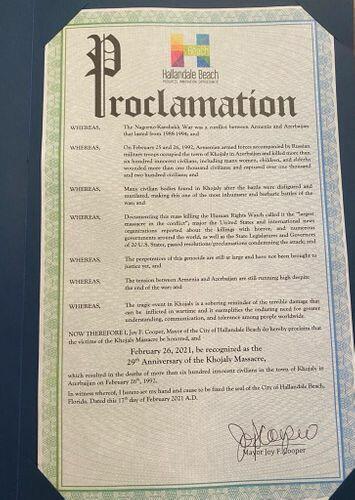 Beach
Hallandale Beach
PROGRESS. INNOVATION. OPPORTUNITY.
Proclamation
WHEREAS, The Nagorno-Karabakh War was a conflict between Armenia and Azerbaijan
that lasted from 1988-1994; and
WHEREAS, On February 25 and 26, 1992, Armenian armed forces accompanied by Russian
military troops occupied the town of Khojaly in Azerbaijan and killed more than
six hundred innocent civilians, including many women, children, and elderly
wounded more than one thousand civilians; and captured over one thousand
and two hundred civilians; and
WHEREAS, Many civilian bodies found in Khojaly after the battle were disfigured and
mutilated, making this one of the most inhumane and barbaric battles of the
war; and
WHEREAS, Documenting this mass killing the Human Rights Watch called it the "largest
massacre in the conflict"; major the United States and international news
organizations reported about the killings with horror, and numerous
governments around the world, as well as the State Legislatures and Governors
of 20 U.S. States, passed resolutions/proclamations condemning the attack; and
WHEREAS, The perpetrators of this genocide are still at large and have not been brought to
justice yet, and
WHEREAS, The tension between Armenia and Azerbaijan are still running high despite
the end of the war; and
WHEREAS, The tragic event in Khojaly is a sobering reminder of the terrible damage that
can be inflicted in wartime and it exemplifies the enduring need for greater
understanding, communication, and tolerance among people worldwide.
NOW THEREFORE I, Joy F. Cooper, Mayor of the City of Hallandale Beach do hereby proclaim that
the victims of the Khojaly Massacre be honored, and
February 26, 2021, be recognized as the
29th Anniversary of the Khojaly Massacre,
which resulted in the deaths of more than six hundred innocent civilians in the town of Khojaly in
Azerbaijan on February 26th, 1992.
In witness whereof, I hereto set my hand and cause to be fixed the seal of the City of Hallandale Beach,
Florida. Dated this 17th day of February 2021 A.D.
Mayor Joy F. Cooper